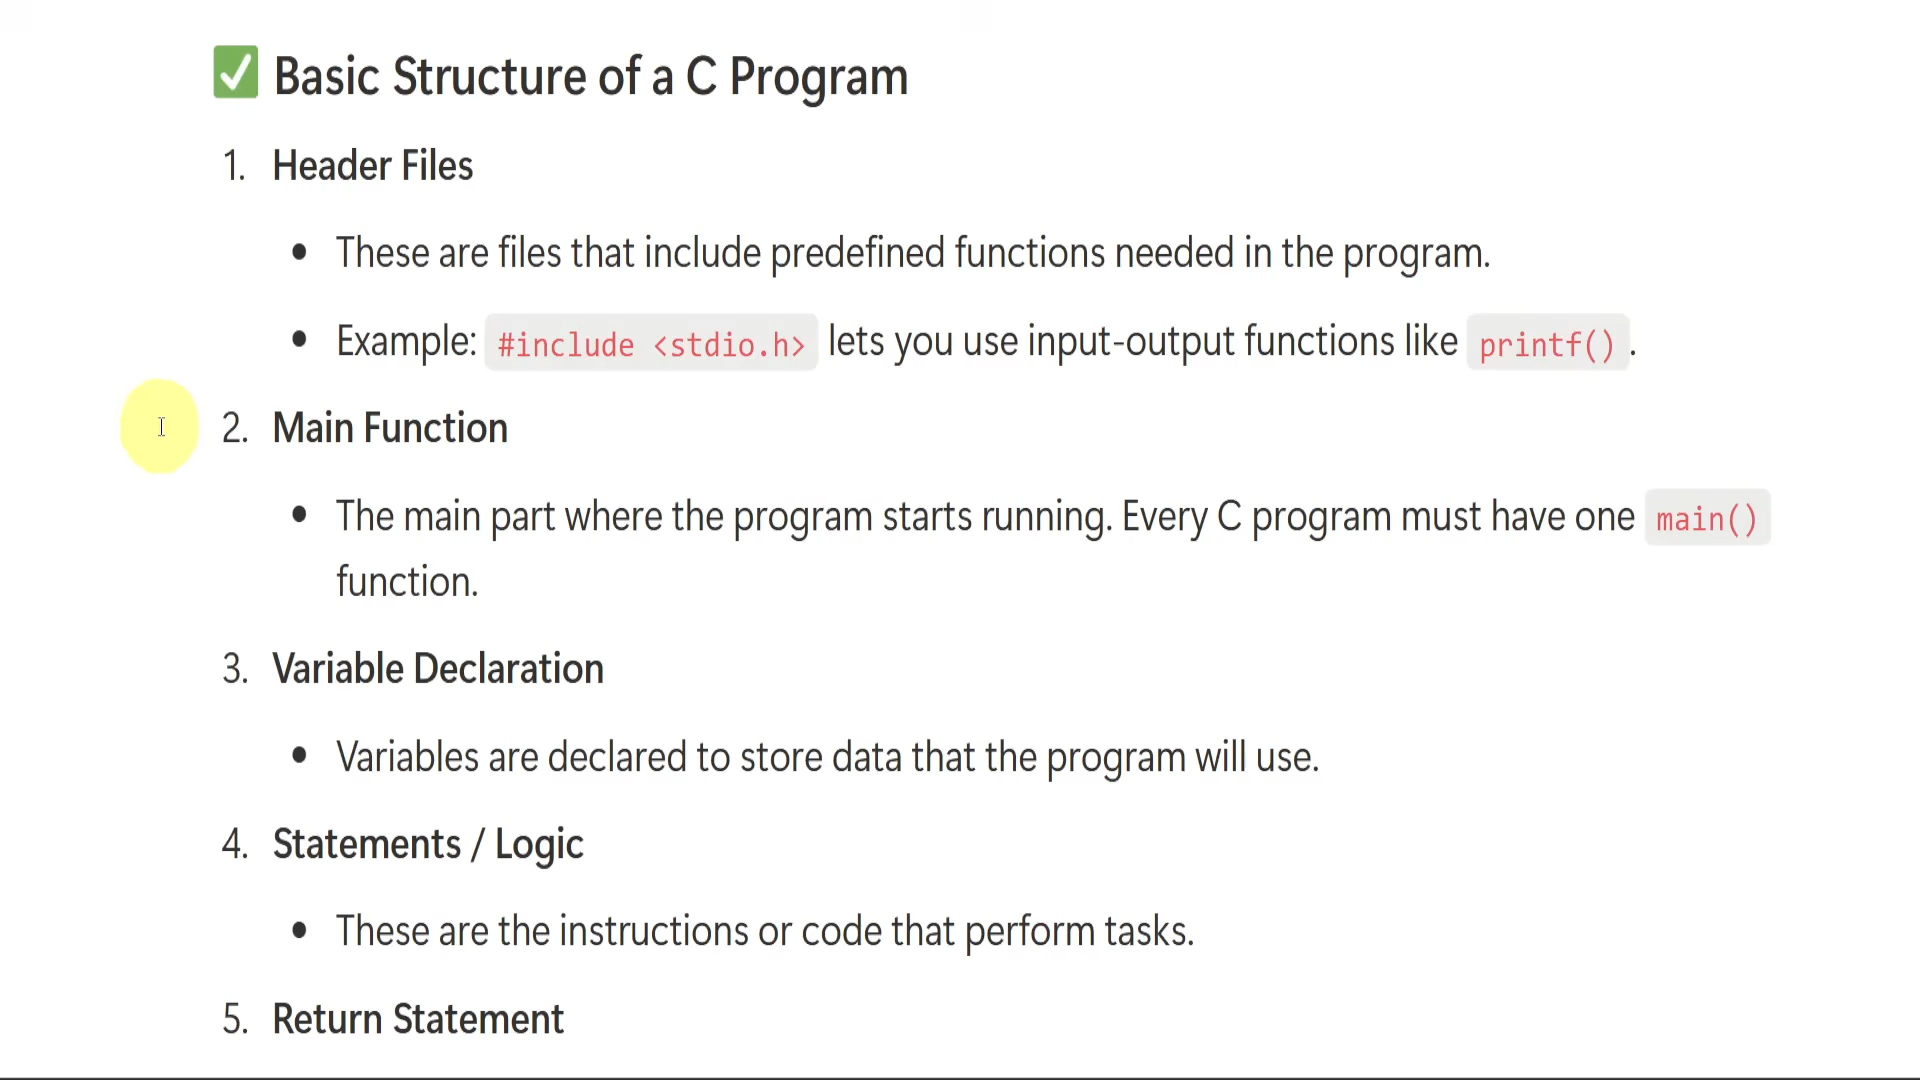 ✅ Basic Structure of a C Program
1. Header Files
• These are files that include predefined functions needed in the program.
• Example: #include <stdio.h> lets you use input-output functions like printf() .
2. Main Function
• The main part where the program starts running. Every C program must have one main()
function.
3. Variable Declaration
• Variables are declared to store data that the program will use.
4. Statements / Logic
• These are the instructions or code that perform tasks.
5. Return Statement